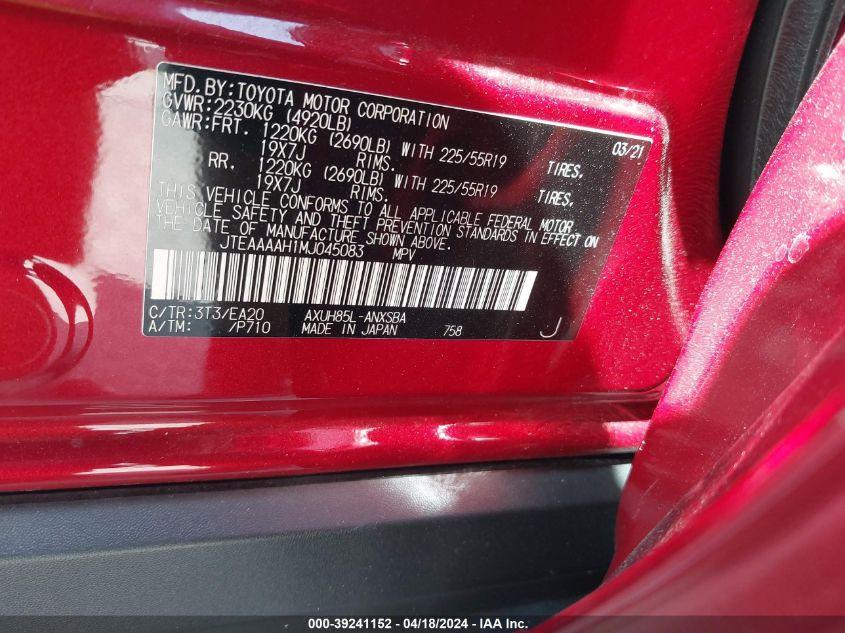 MFD. BY: TOYOTA MOTOR CORPORATION 03/21
GVWR: 2230KG (4920LB)
GAWR: FRT. 1220KG (2690LB) WITH 225/55R19 TIRES.
19X7J RIMS.
RR. 1220KG (2690LB) WITH 225/55R19 TIRES.
19X7J RIMS.
THIS VEHICLE CONFORMS TO ALL APPLICABLE FEDERAL MOTOR
VEHICLE SAFETY AND THEFT PREVENTION STANDARDS IN EFFECT ON
THE DATE OF MANUFACTURE SHOWN ABOVE.
JTEAAAAH1MJ045083 MPV
C/TR: 3T3/EA20 AXUH85L-ANXSBA
A/TM: /P710 MADE IN JAPAN 758 J
000-39241152 - 04/18/2024 - IAA Inc.